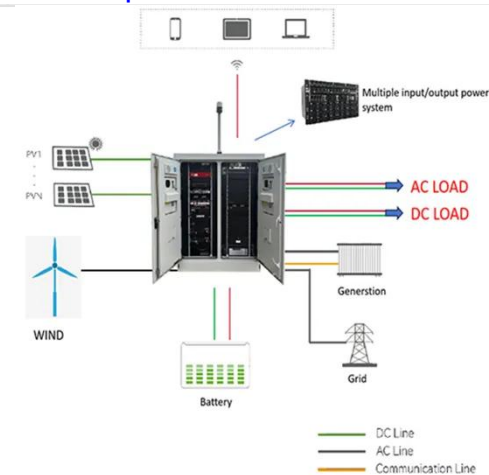 Multiple input/output power
system
PV1
PVN
AC LOAD
DC LOAD
WIND
Generstion
Grid
Battery
DC Line
AC Line
Communication Line